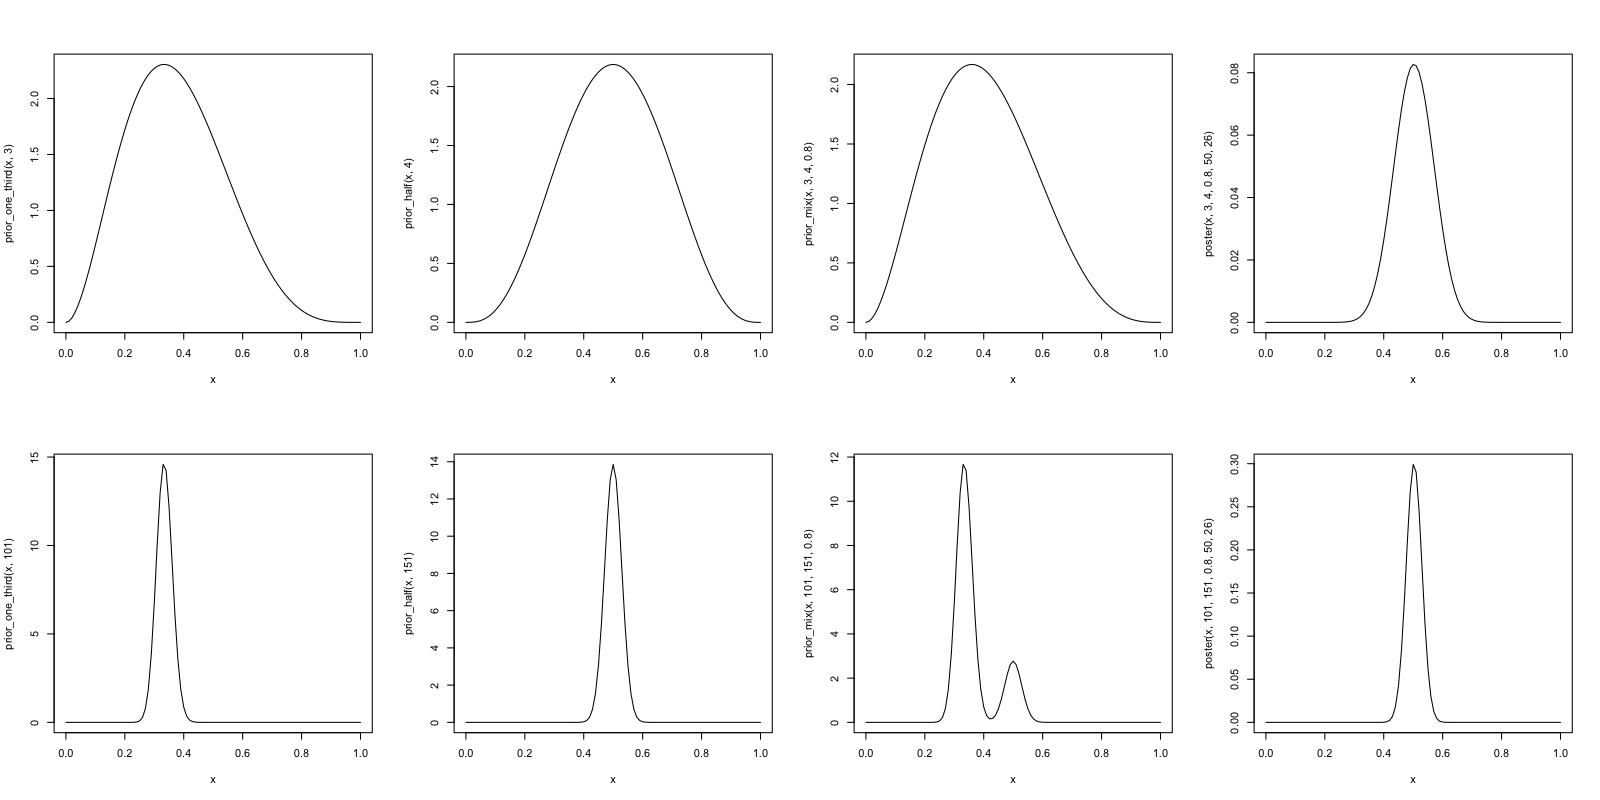 prior_one_third(x, 3)
0.0 0.5 1.0 1.5 2.0
0.0 0.2 0.4 0.6 0.8 1.0
x
prior_half(x, 4)
0.0 0.5 1.0 1.5 2.0
0.0 0.2 0.4 0.6 0.8 1.0
x
prior_mix(x, 3, 4, 0.8)
0.0 0.5 1.0 1.5 2.0
0.0 0.2 0.4 0.6 0.8 1.0
x
poster(x, 3, 4, 0.8, 50, 26)
0.00 0.02 0.04 0.06 0.08
0.0 0.2 0.4 0.6 0.8 1.0
x
prior_one_third(x, 101)
0 5 10 15
0.0 0.2 0.4 0.6 0.8 1.0
x
prior_half(x, 151)
0 2 4 6 8 10 12 14
0.0 0.2 0.4 0.6 0.8 1.0
x
prior_mix(x, 101, 151, 0.8)
0 2 4 6 8 10 12
0.0 0.2 0.4 0.6 0.8 1.0
x
poster(x, 101, 151, 0.8, 50, 26)
0.00 0.05 0.10 0.15 0.20 0.25 0.30
0.0 0.2 0.4 0.6 0.8 1.0
x